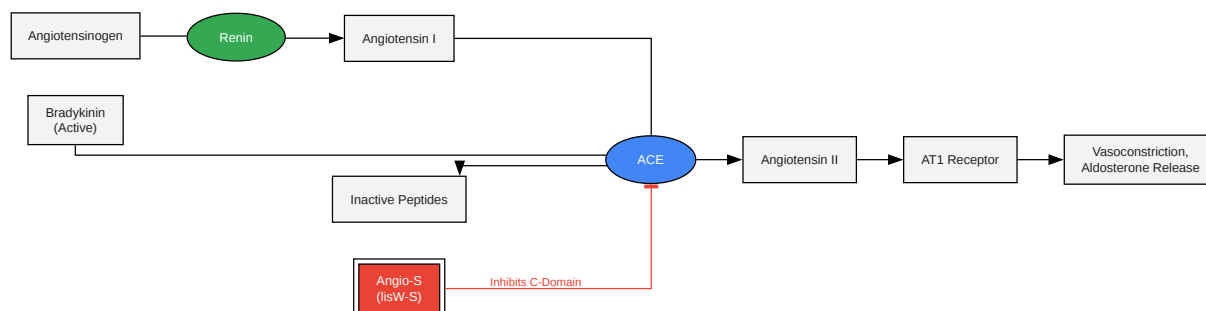 Angiotensinogen
Renin
Angiotensin I
Bradykinin
(Active)
ACE
Angiotensin II
AT1 Receptor
Vasoconstriction,
Aldosterone Release
Inactive Peptides
Angio-S
(lisW-S)
Inhibits C-Domain